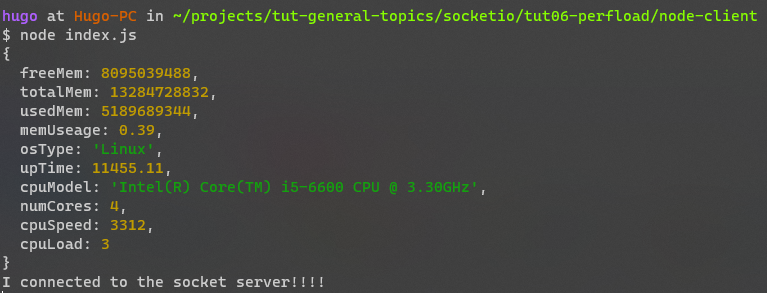 hugo at Hugo-PC in ~/projects/tut-general-topics/socketio/tut06-perfload/node-client
$ node index.js
{
  freeMem: 8095039488,
  totalMem: 13284728832,
  usedMem: 5189689344,
  memUseage: 0.39,
  osType: 'Linux',
  upTime: 11455.11,
  cpuModel: 'Intel(R) Core(TM) i5-6600 CPU @ 3.30GHz',
  numCores: 4,
  cpuSpeed: 3312,
  cpuLoad: 3
}
I connected to the socket server!!!!